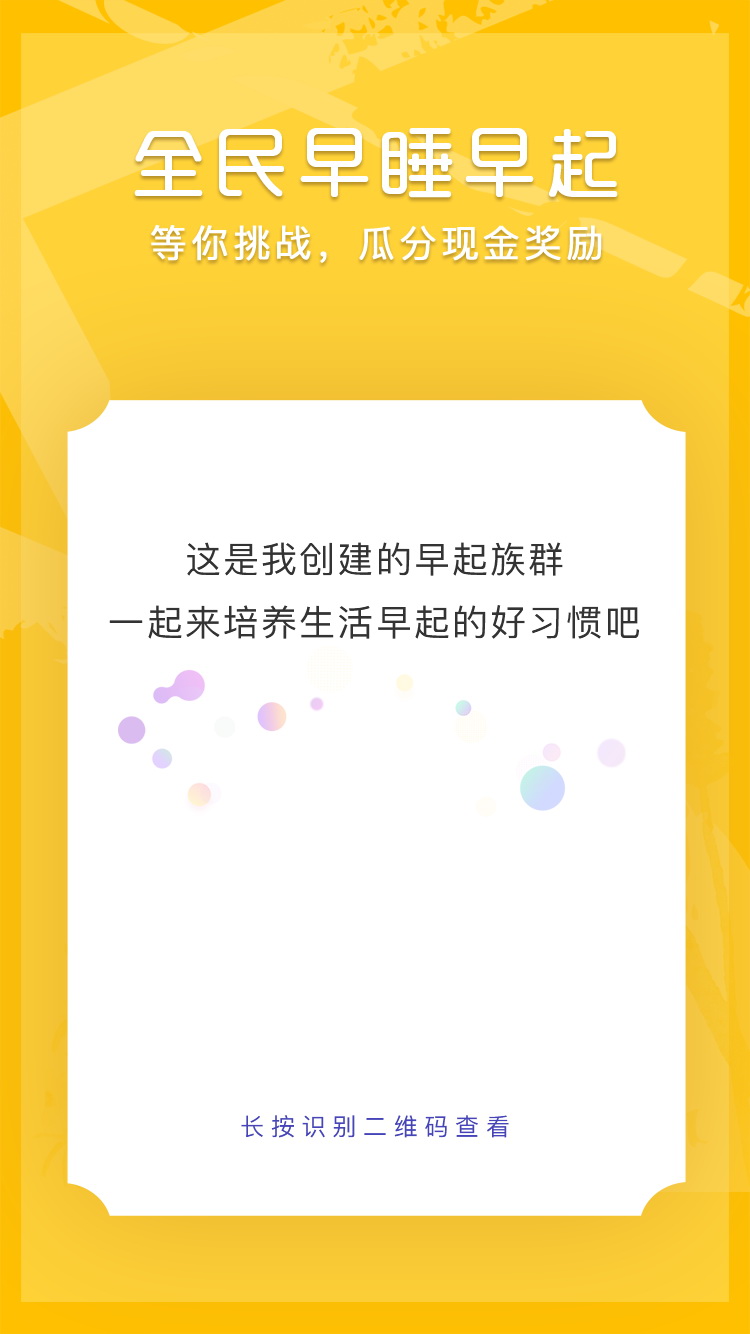 全民早睡早起
等你挑战，瓜分现金奖励
这是我创建的早起族群
一起来培养生活早起的好习惯吧
长按识别二维码查看